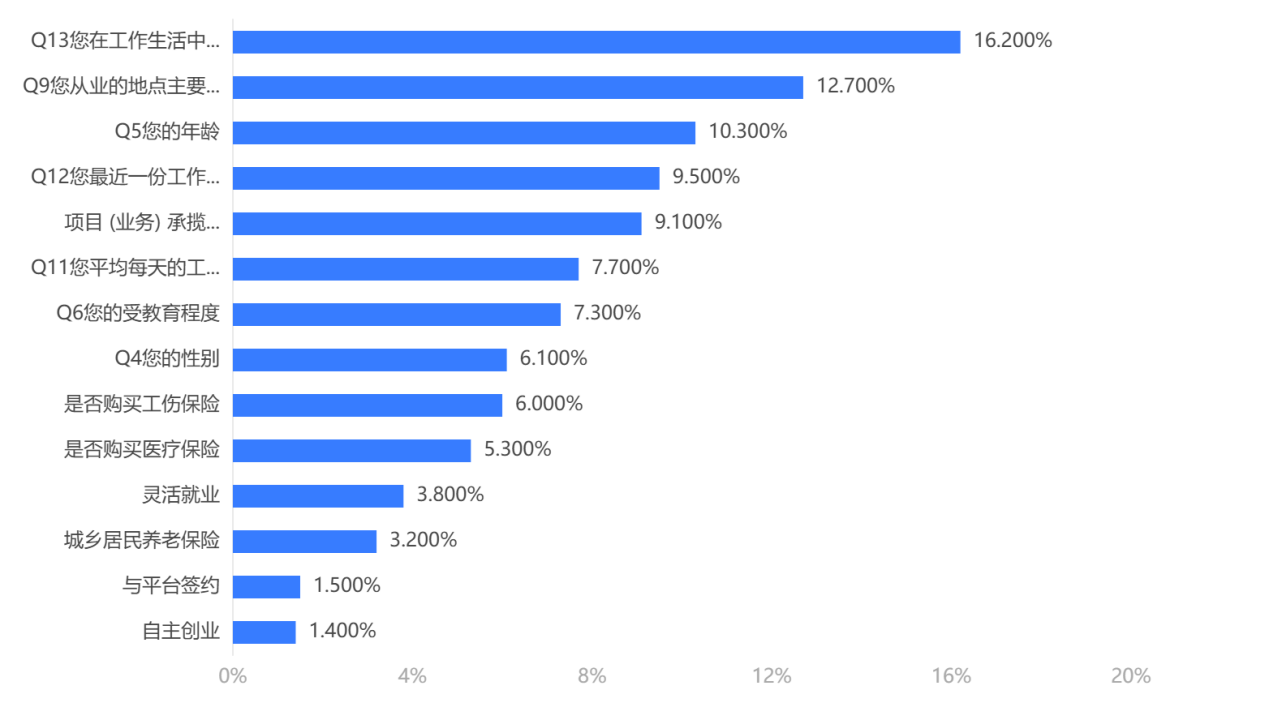 Q13您在工作生活中... 16.200%
Q9您从业的地点主要... 12.700%
Q5您的年龄 10.300%
Q12您最近一份工作... 9.500%
项目 (业务) 承揽... 9.100%
Q11您平均每天的工... 7.700%
Q6您的受教育程度 7.300%
Q4您的性别 6.100%
是否购买工伤保险 6.000%
是否购买医疗保险 5.300%
灵活就业 3.800%
城乡居民养老保险 3.200%
与平台签约 1.500%
自主创业 1.400%
0% 4% 8% 12% 16% 20%